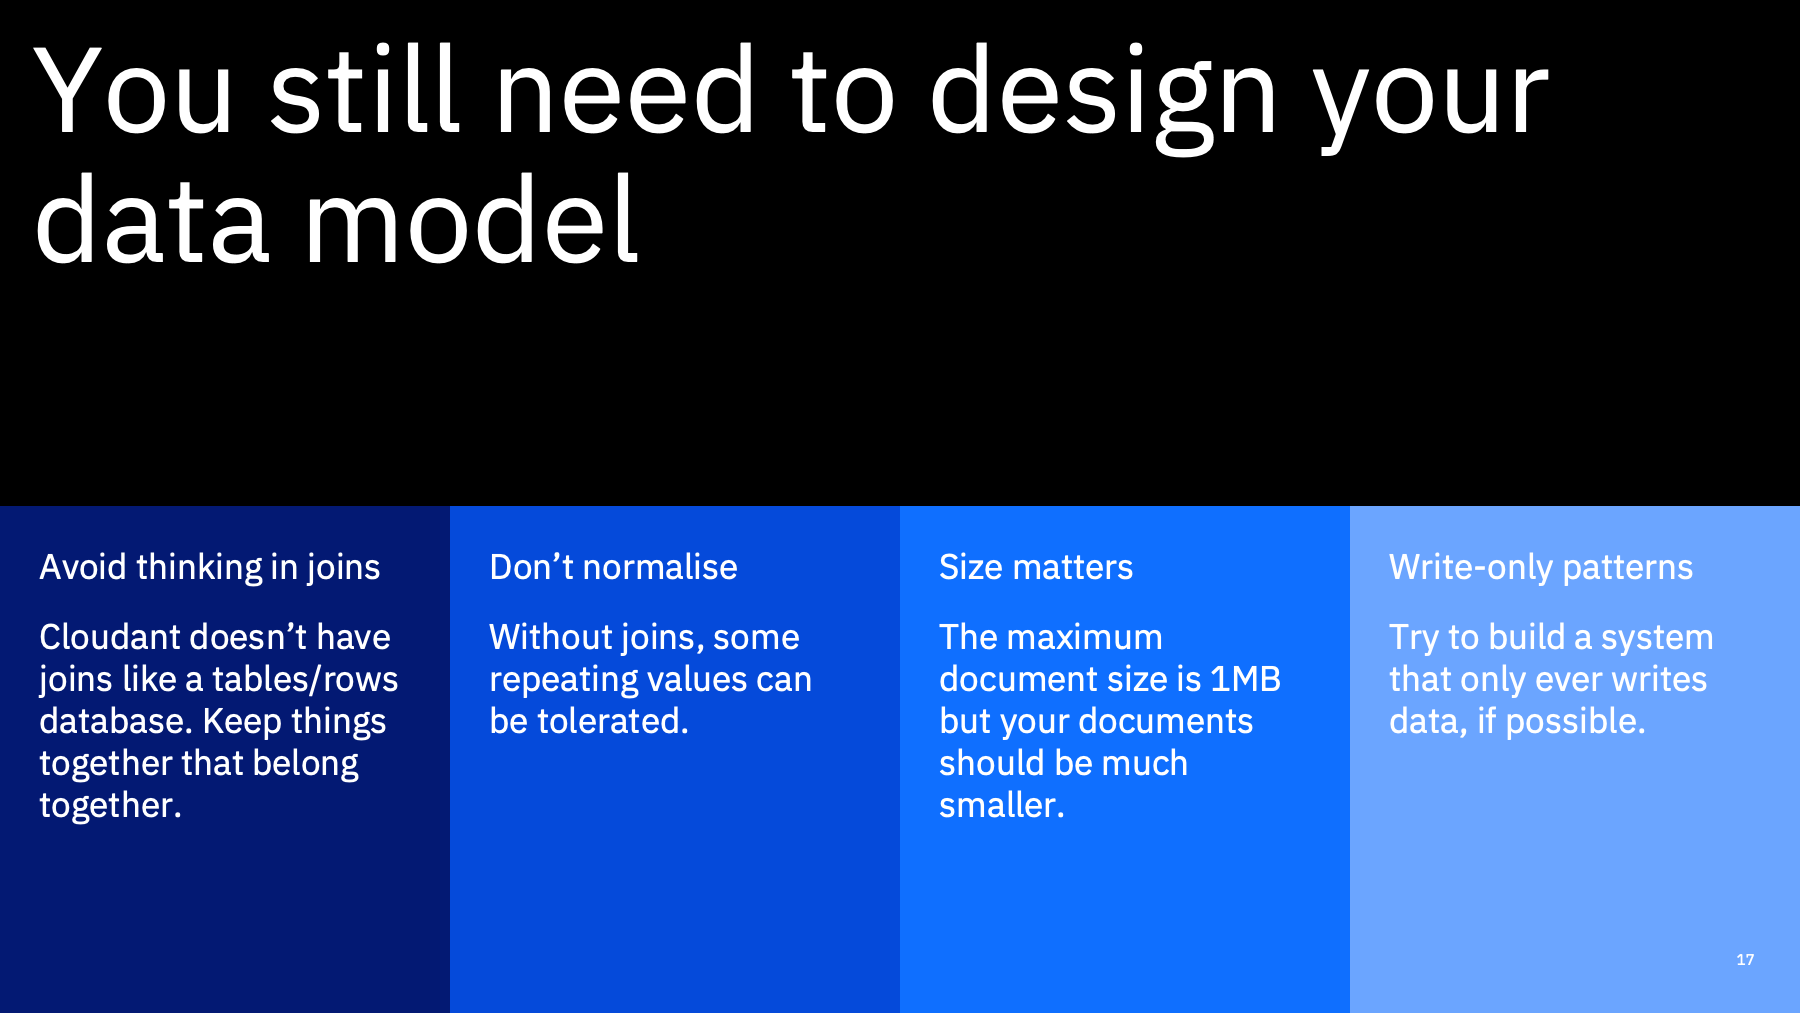 You still need to design your
data model
Avoid thinking in joins
Cloudant doesn’t have
joins like a tables/rows
database. Keep things
together that belong
together.
Don’t normalise
Without joins, some
repeating values can
be tolerated.
Size matters
The maximum
document size is 1MB
but your documents
should be much
smaller.
Write-only patterns
Try to build a system
that only ever writes
data, if possible.
17